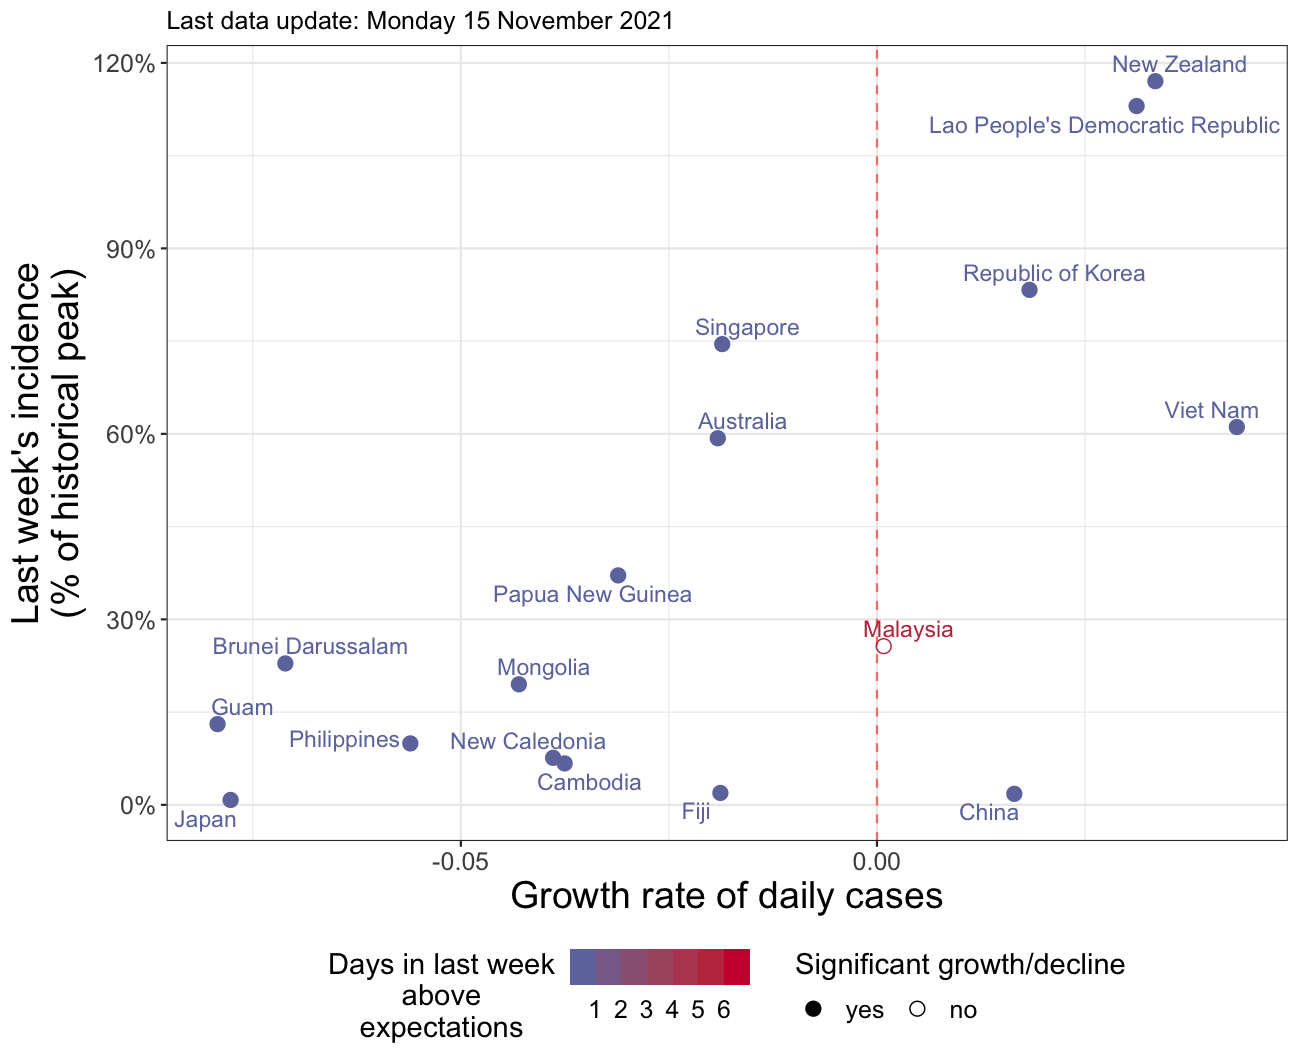 Last data update: Monday 15 November 2021
120%
90%
60%
30%
0%
Last week's incidence
(% of historical peak)
New Zealand
Lao People's Democratic Republic
Republic of Korea
Singapore
Viet Nam
Australia
Papua New Guinea
Malaysia
Brunei Darussalam
Mongolia
Guam
Philippines
New Caledonia
Cambodia
Fiji
China
Japan
-0.05
0.00
Growth rate of daily cases
Days in last week
above
expectations
1 2 3 4 5 6
Significant growth/decline
yes
no